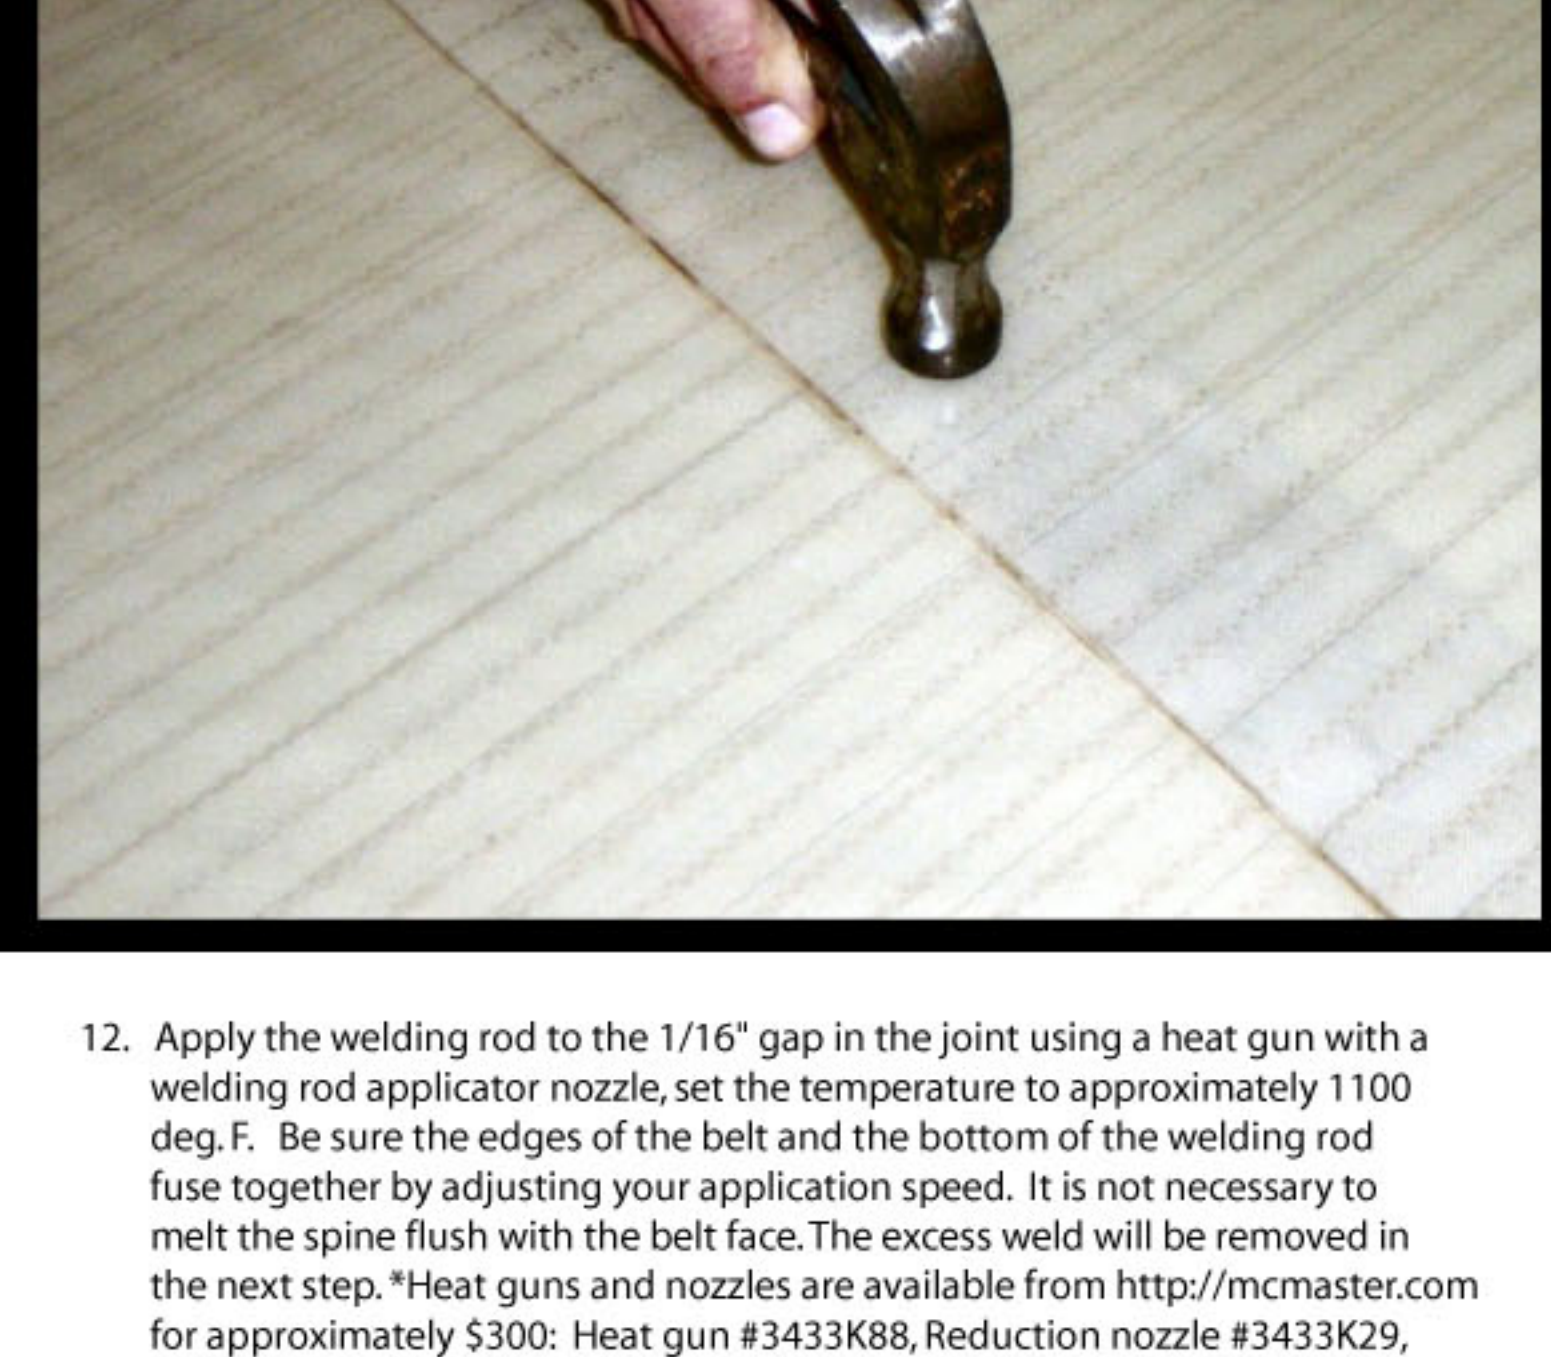 12. Apply the welding rod to the 1/16" gap in the joint using a heat gun with a
welding rod applicator nozzle, set the temperature to approximately 1100
deg. F. Be sure the edges of the belt and the bottom of the welding rod
fuse together by adjusting your application speed. It is not necessary to
melt the spine flush with the belt face. The excess weld will be removed in
the next step. *Heat guns and nozzles are available from http://mcmaster.com
for approximately $300: Heat gun #3433K88, Reduction nozzle #3433K29,